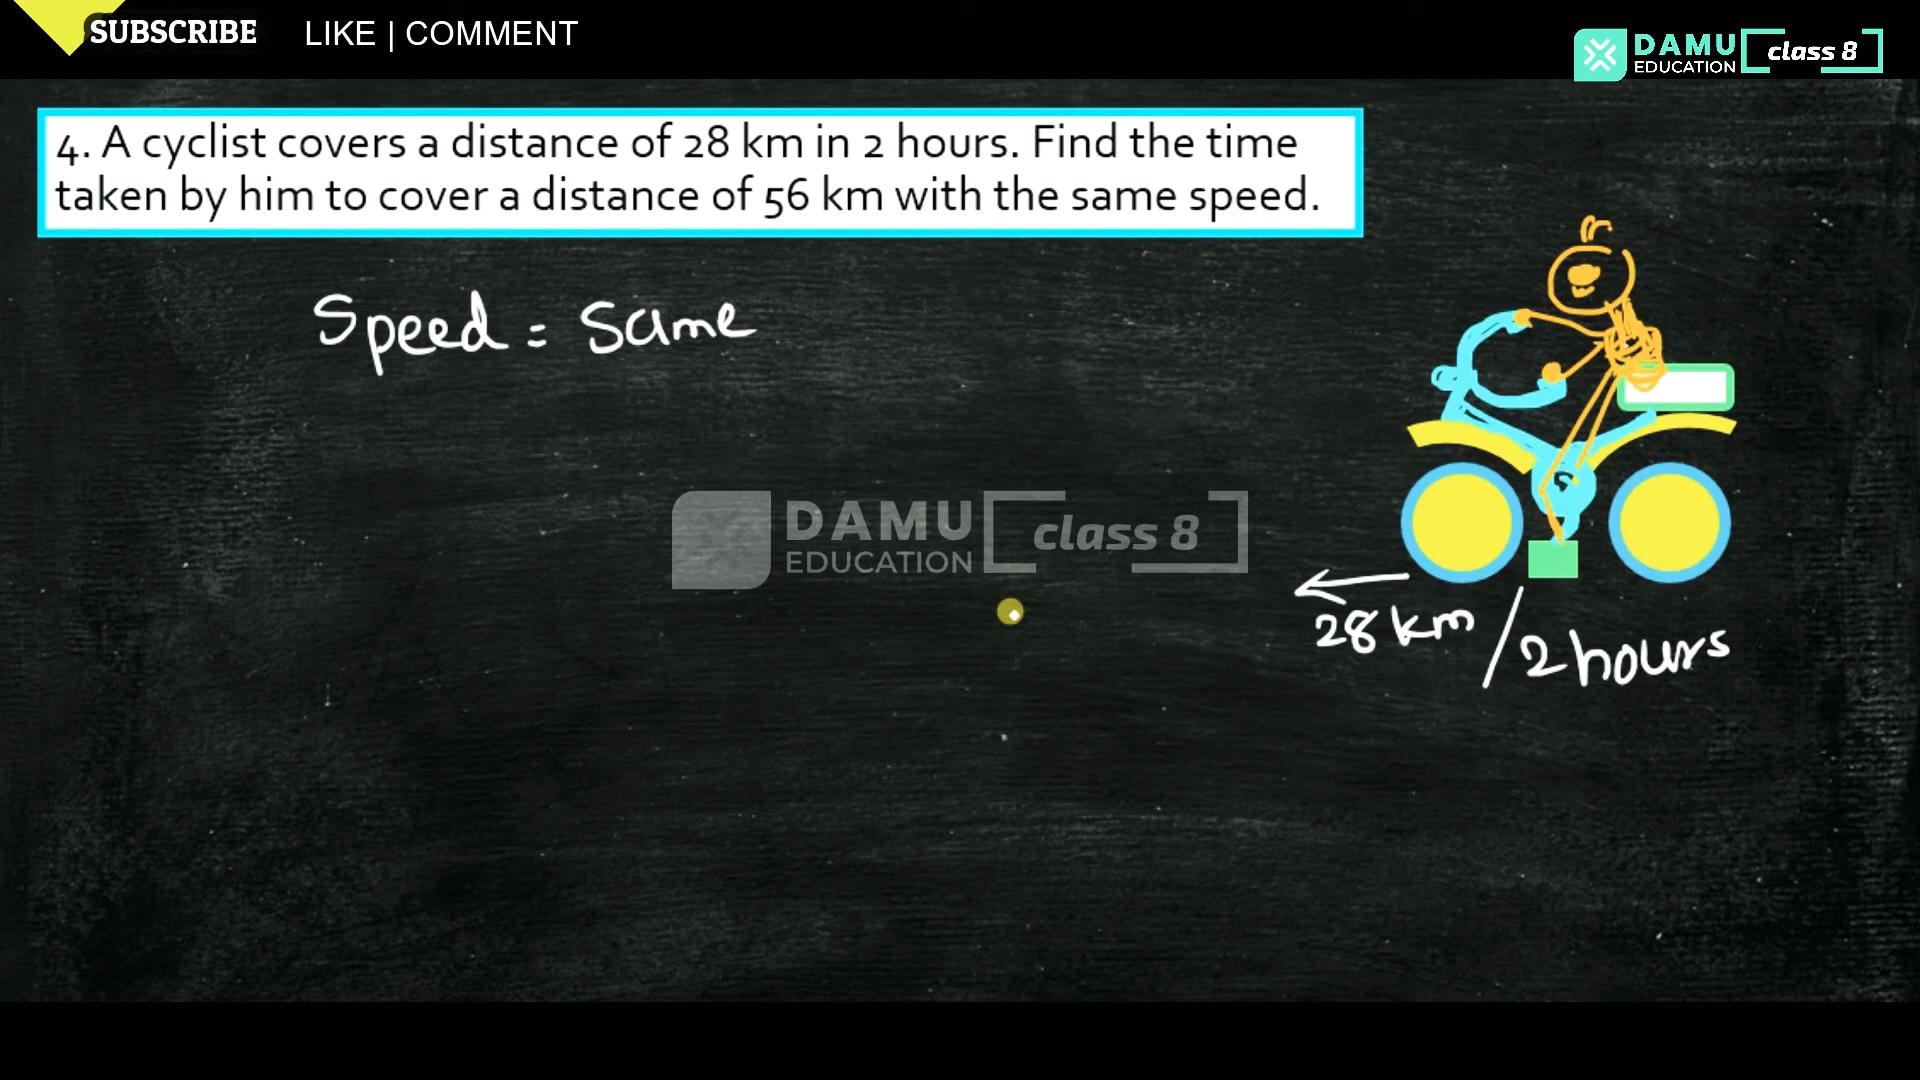 SUBSCRIBE LIKE | COMMENT
DAMU EDUCATION class 8
4. A cyclist covers a distance of 28 km in 2 hours. Find the time
taken by him to cover a distance of 56 km with the same speed.
Speed = Same
DAMU EDUCATION class 8
28 km / 2 hours